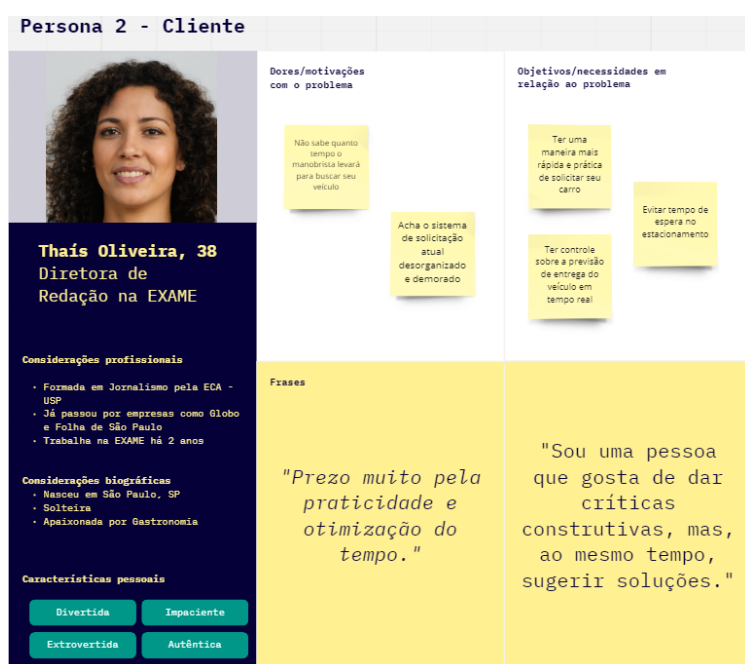 Persona 2 - Cliente
Thaís Oliveira, 38
Diretora de
Redação na EXAME
Considerações profissionais
• Formada em Jornalismo pela ECA -
USP
• Já passou por empresas como Globo
e Folha de São Paulo
• Trabalha na EXAME há 2 anos
Considerações biográficas
• Nasceu em São Paulo, SP
• Solteira
• Apaixonada por Gastronomia
Características pessoais
Divertida
Impaciente
Extrovertida
Autêntica
Dores/motivações
com o problema
Não sabe quanto
tempo o
manobrista levará
para buscar seu
veículo
Acha o sistema
de solicitação
atual
desorganizado
e demorado
Objetivos/necessidades em
relação ao problema
Ter uma
maneira mais
rápida e prática
de solicitar seu
carro
Evitar tempo de
espera no
estacionamento
Ter controle
sobre a previsão
de entrega do
veículo em
tempo real
Frases
"Prezo muito pela
praticidade e
otimização do
tempo."
"Sou uma pessoa
que gosta de dar
críticas
construtivas, mas,
ao mesmo tempo,
sugerir soluções."